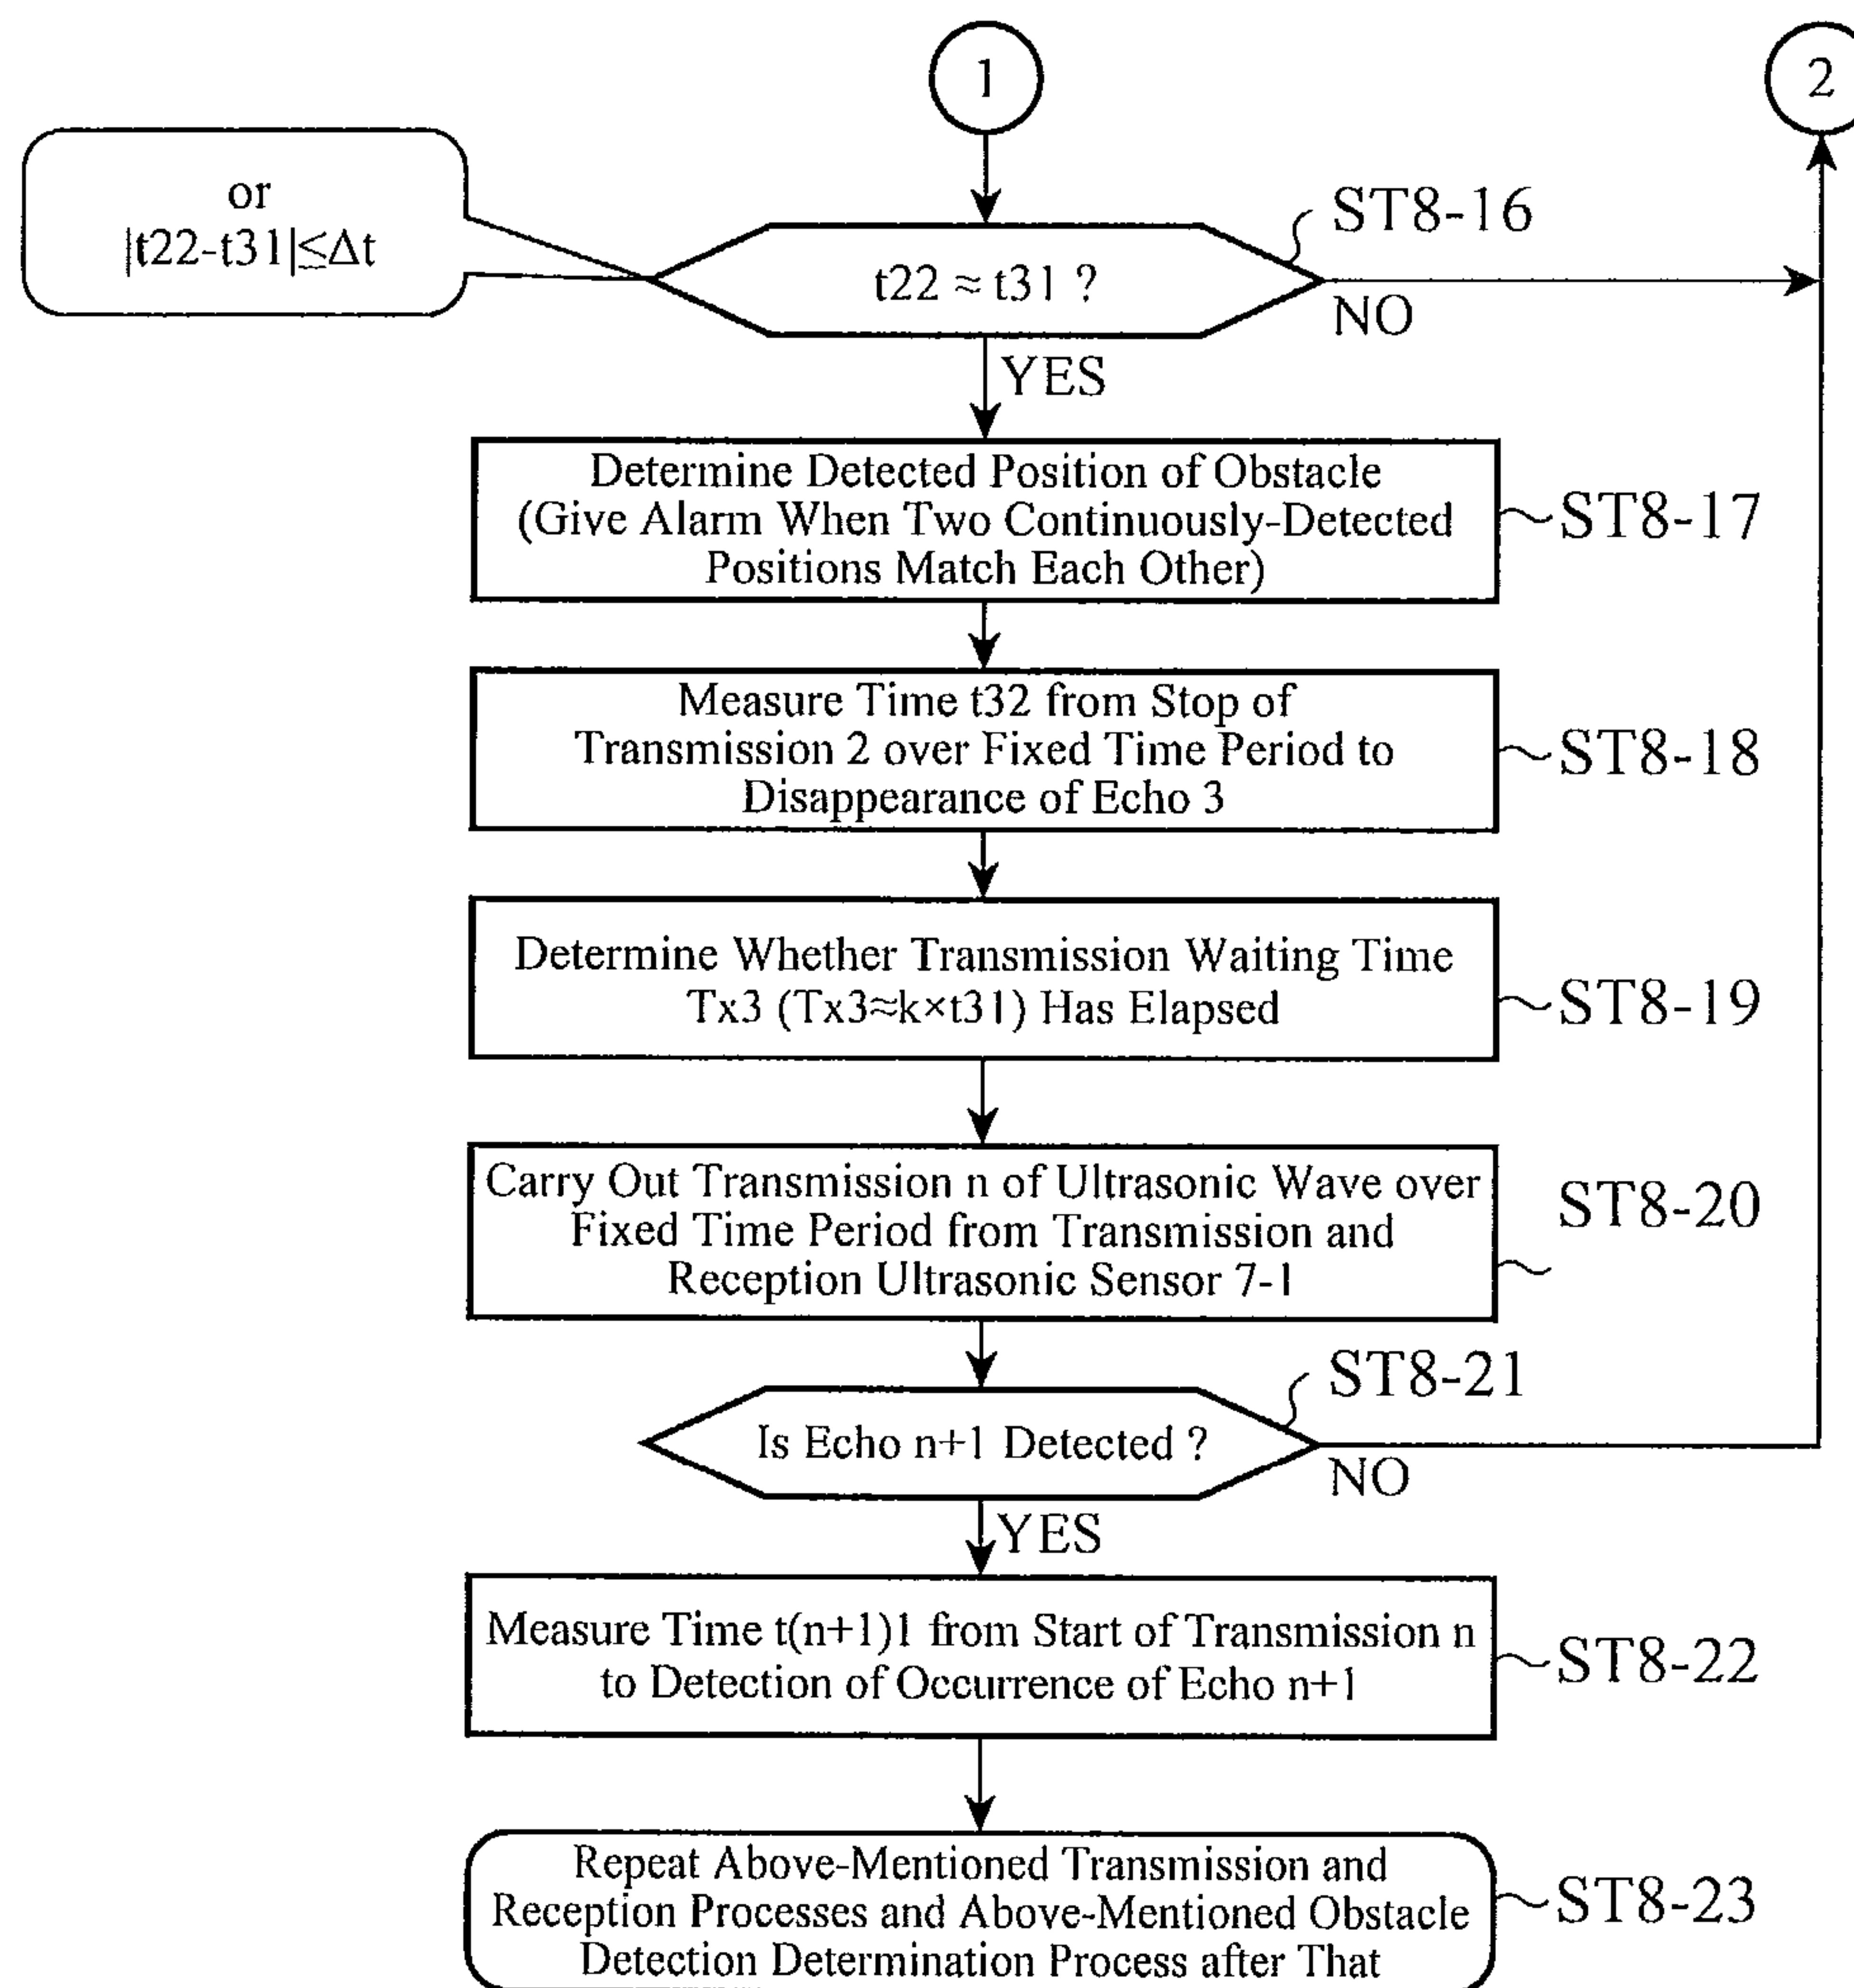 1
2
or
|t22-t31|≤Δt
ST8-16
t22 ≈ t31 ?
NO
YES
Determine Detected Position of Obstacle
(Give Alarm When Two Continuously-Detected
Positions Match Each Other)
ST8-17
Measure Time t32 from Stop of
Transmission 2 over Fixed Time Period to
Disappearance of Echo 3
ST8-18
Determine Whether Transmission Waiting Time
Tx3 (Tx3≈k×t31) Has Elapsed
ST8-19
Carry Out Transmission n of Ultrasonic Wave over
Fixed Time Period from Transmission and
Reception Ultrasonic Sensor 7-1
ST8-20
ST8-21
Is Echo n+1 Detected ?
NO
YES
Measure Time t(n+1)1 from Start of Transmission n
to Detection of Occurrence of Echo n+1
ST8-22
Repeat Above-Mentioned Transmission and
Reception Processes and Above-Mentioned Obstacle
Detection Determination Process after That
ST8-23